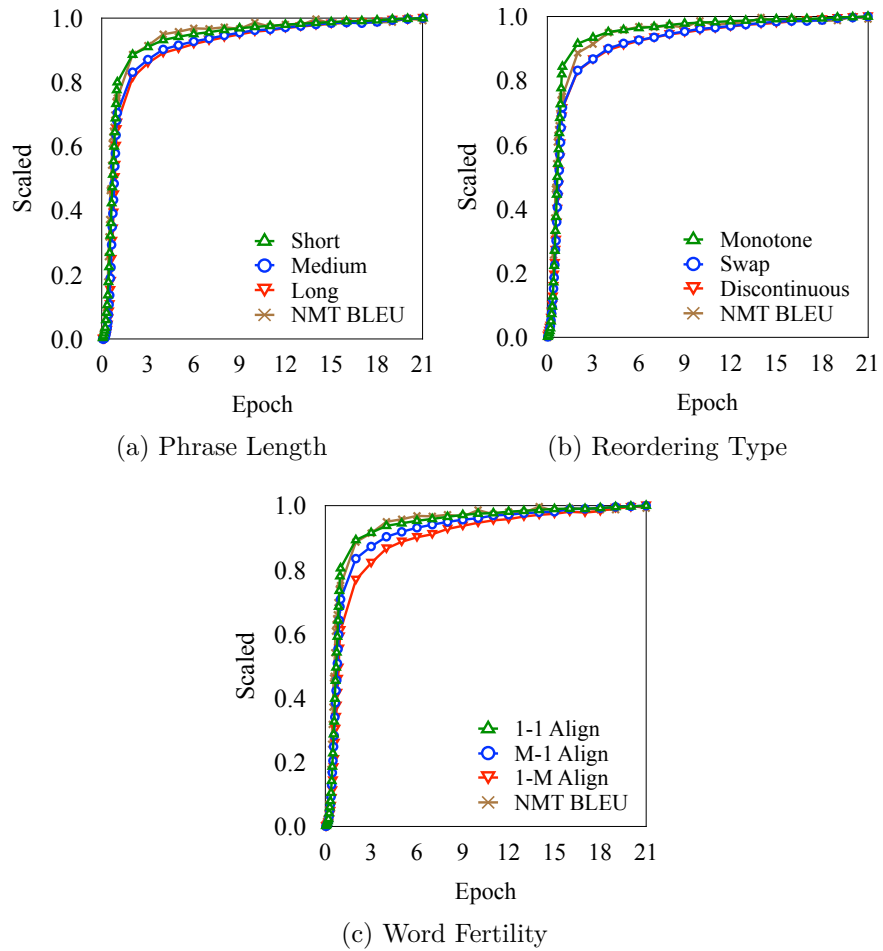 1.0
0.8
0.6
0.4
0.2
0.0
Scaled
Short
Medium
Long
NMT BLEU
0 3 6 9 12 15 18 21
Epoch
(a) Phrase Length
1.0
0.8
0.6
0.4
0.2
0.0
Scaled
Monotone
Swap
Discontinuous
NMT BLEU
0 3 6 9 12 15 18 21
Epoch
(b) Reordering Type
1.0
0.8
0.6
0.4
0.2
0.0
Scaled
1-1 Align
M-1 Align
1-M Align
NMT BLEU
0 3 6 9 12 15 18 21
Epoch
(c) Word Fertility